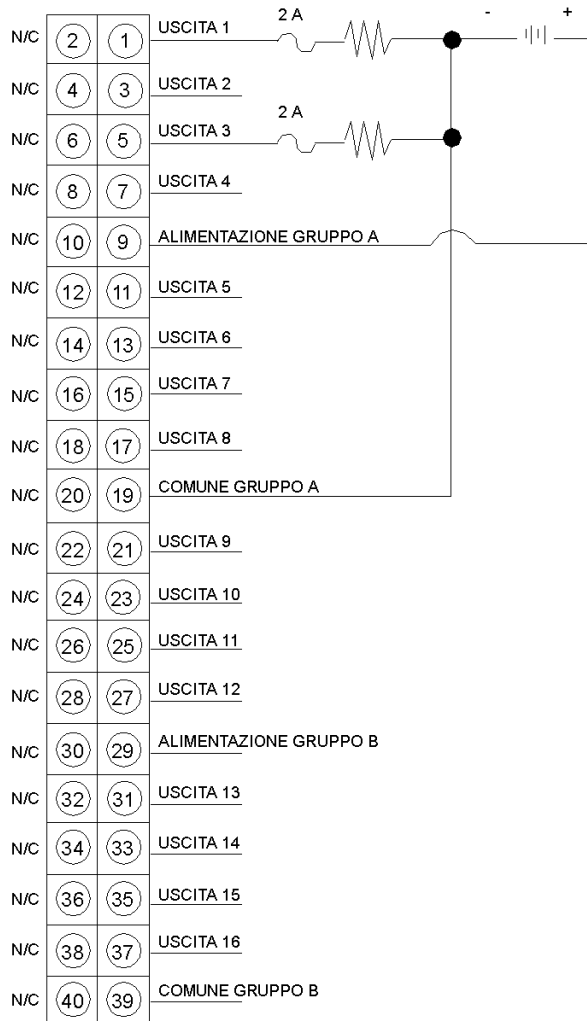 2 A - +
N/C 2 1 USCITA 1
N/C 4 3 USCITA 2
2 A
N/C 6 5 USCITA 3
N/C 8 7 USCITA 4
N/C 10 9 ALIMENTAZIONE GRUPPO A
N/C 12 11 USCITA 5
N/C 14 13 USCITA 6
N/C 16 15 USCITA 7
N/C 18 17 USCITA 8
N/C 20 19 COMUNE GRUPPO A
N/C 22 21 USCITA 9
N/C 24 23 USCITA 10
N/C 26 25 USCITA 11
N/C 28 27 USCITA 12
N/C 30 29 ALIMENTAZIONE GRUPPO B
N/C 32 31 USCITA 13
N/C 34 33 USCITA 14
N/C 36 35 USCITA 15
N/C 38 37 USCITA 16
N/C 40 39 COMUNE GRUPPO B